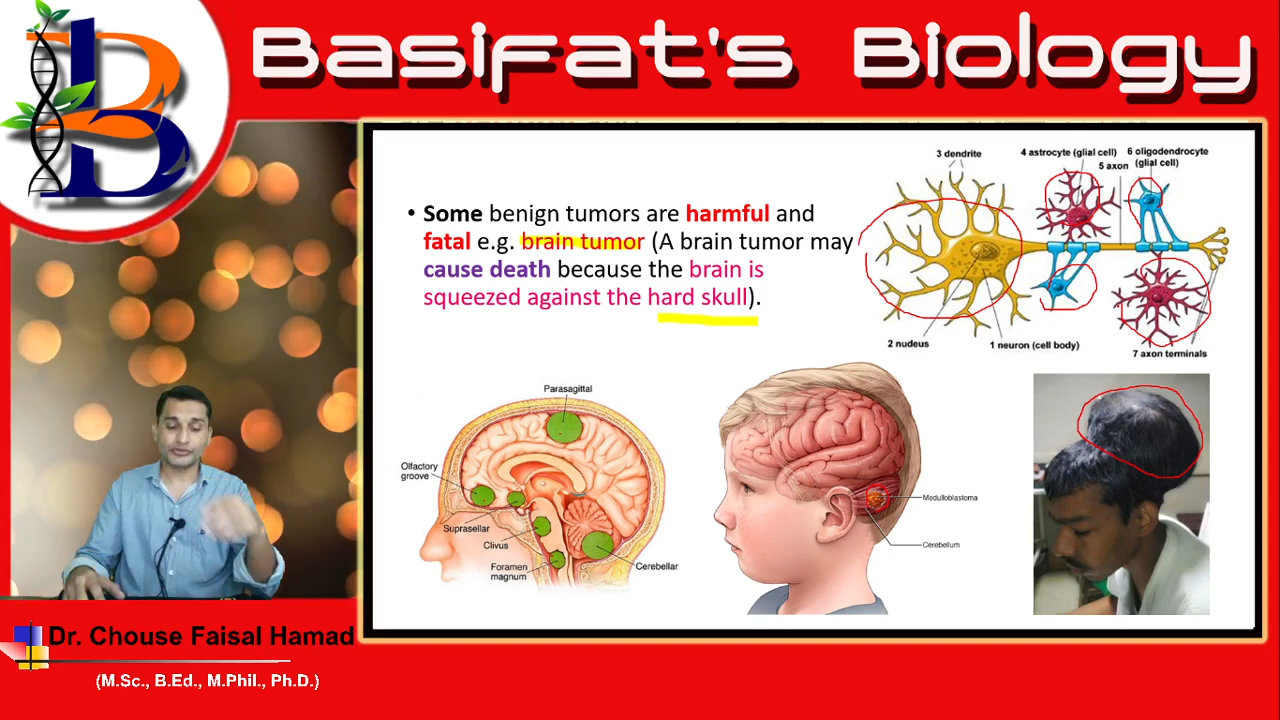 Basifat's Biology
• Some benign tumors are harmful and
fatal e.g. brain tumor (A brain tumor may
cause death because the brain is
squeezed against the hard skull).
3 dendrite
4 astrocyte (glial cell)
5 axon
6 oligodendrocyte
(glial cell)
2 nudeus
1 neuron (cell body)
7 axon terminals
Parasagittal
Olfactory
groove
Suprasellar
Clivus
Foramen
magnum
Cerebellar
Medulloblastoma
Cerebellum
Dr. Chouse Faisal Hamad
(M.Sc., B.Ed., M.Phil., Ph.D.)